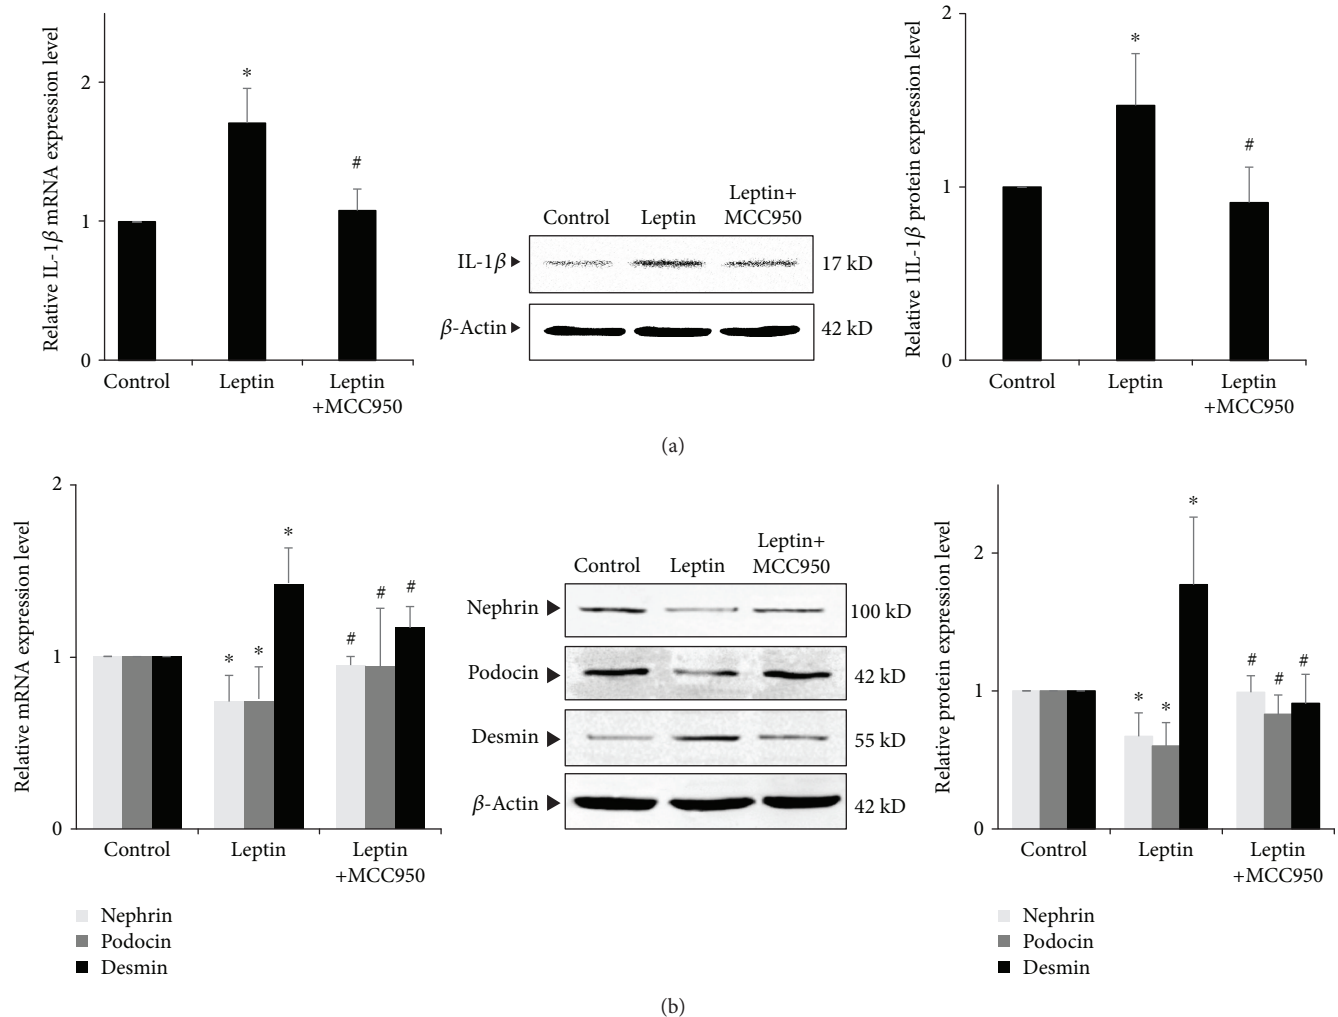 Relative IL-1β mRNA expression level
2
1
0
*
#
Control
Leptin
Leptin
+MCC950
Control
Leptin
Leptin+
MCC950
IL-1β
17 kD
β-Actin
42 kD
Relative 1IL-1β protein expression level
2
1
0
*
#
Control
Leptin
Leptin
+MCC950
(a)
Relative mRNA expression level
2
1
0
*
*
*
#
#
#
Control
Leptin
Leptin
+MCC950
Nephrin
Podocin
Desmin
Control
Leptin
Leptin+
MCC950
Nephrin
100 kD
Podocin
42 kD
Desmin
55 kD
β-Actin
42 kD
Relative protein expression level
2
1
0
*
*
*
#
#
#
Control
Leptin
Leptin
+MCC950
Nephrin
Podocin
Desmin
(b)